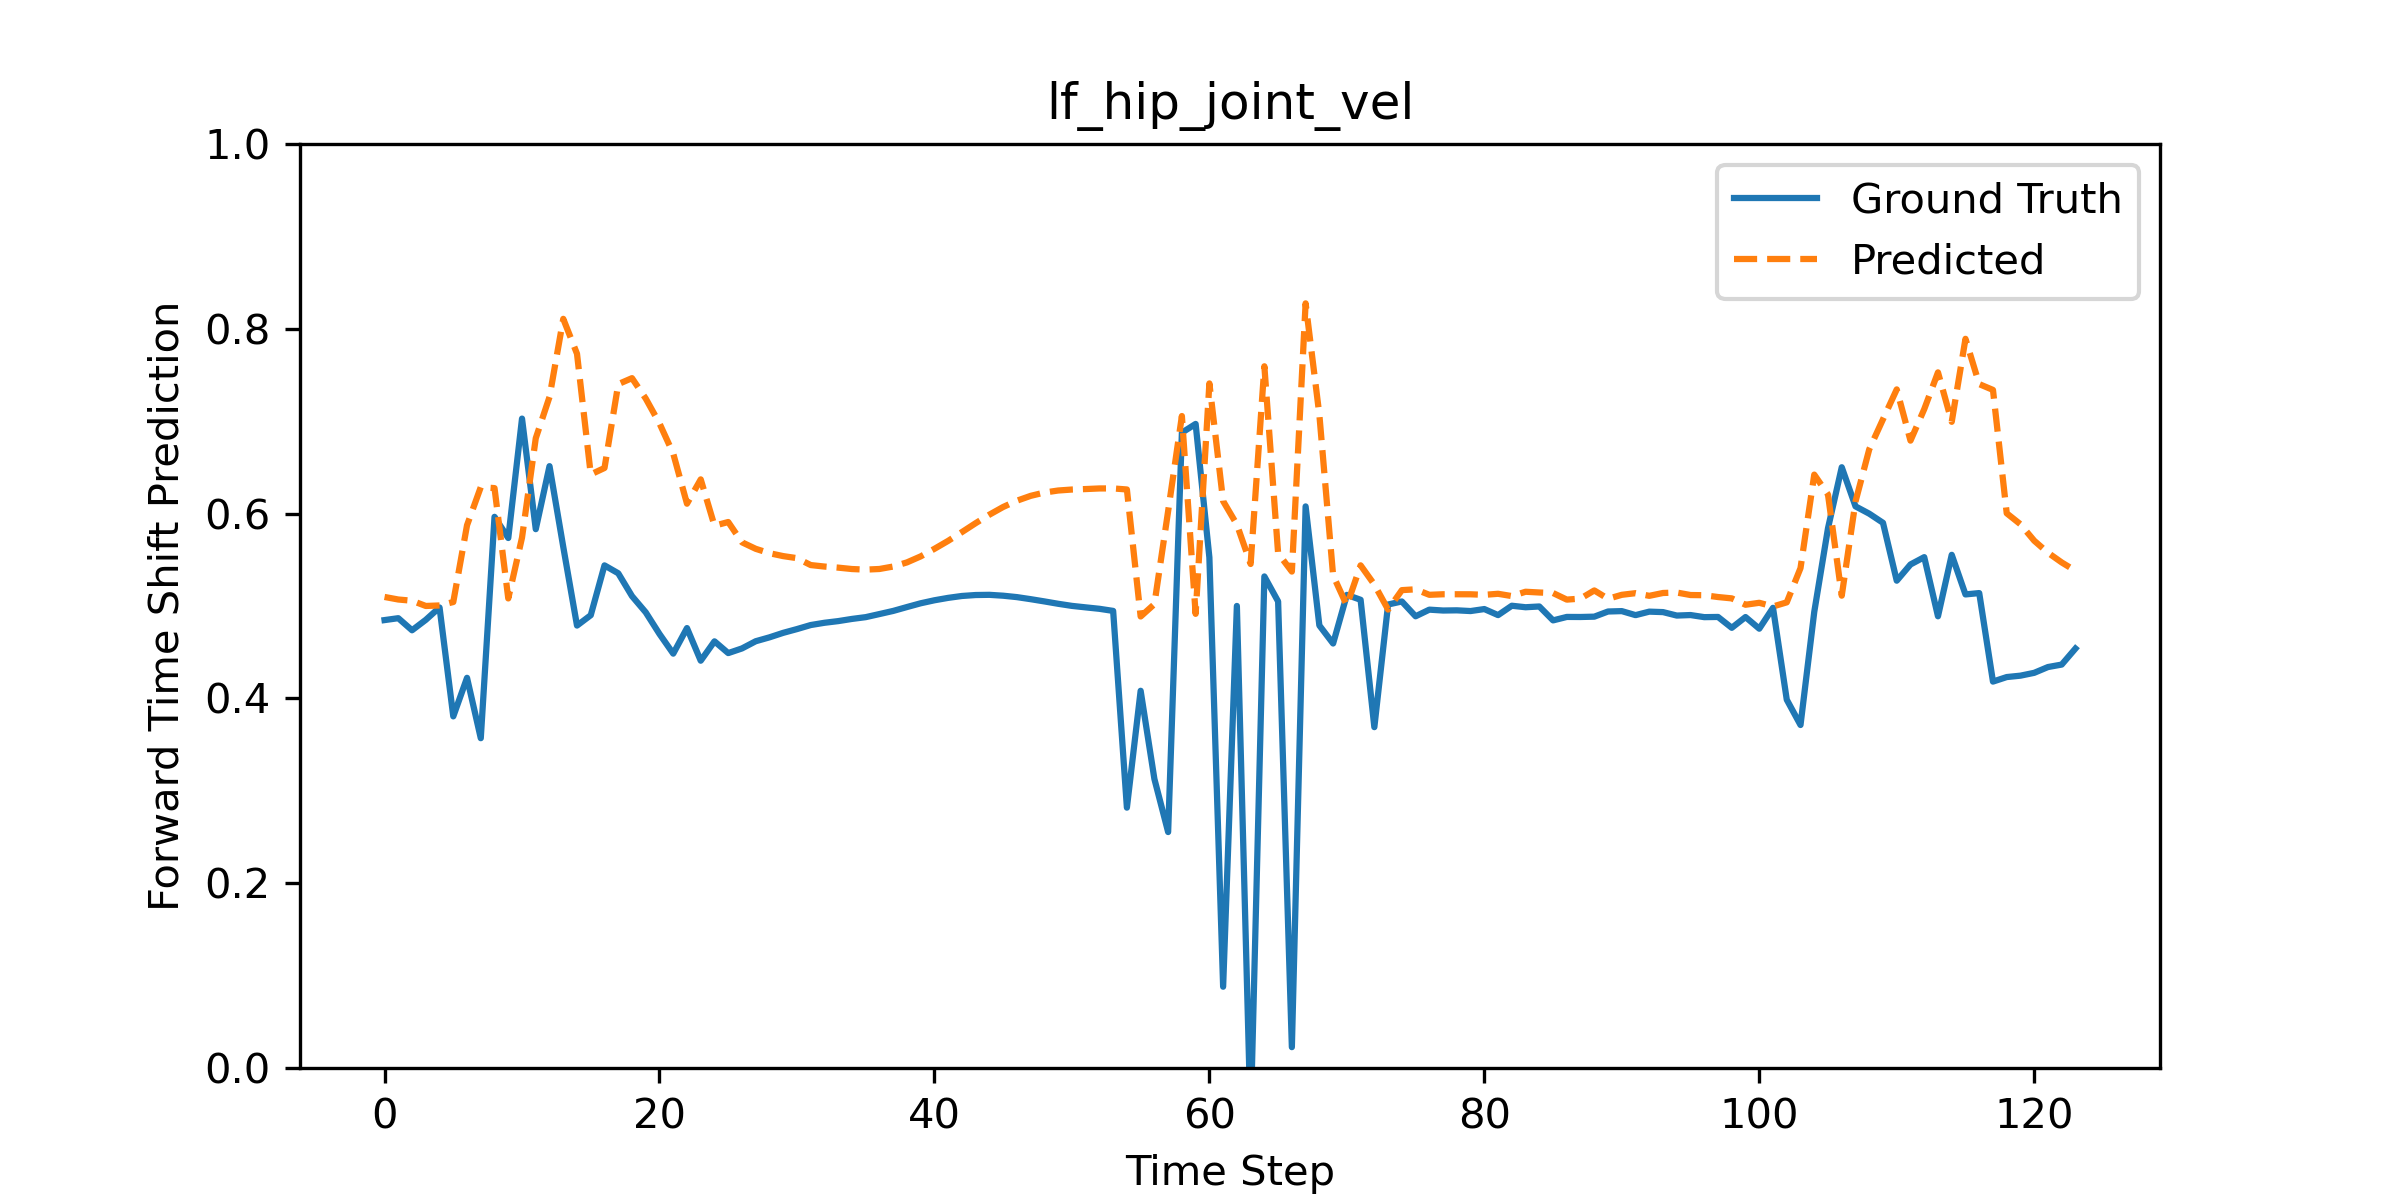 lf_hip_joint_vel
Forward Time Shift Prediction
1.0
0.8
0.6
0.4
0.2
0.0
Ground Truth
Predicted
0 20 40 60 80 100 120
Time Step